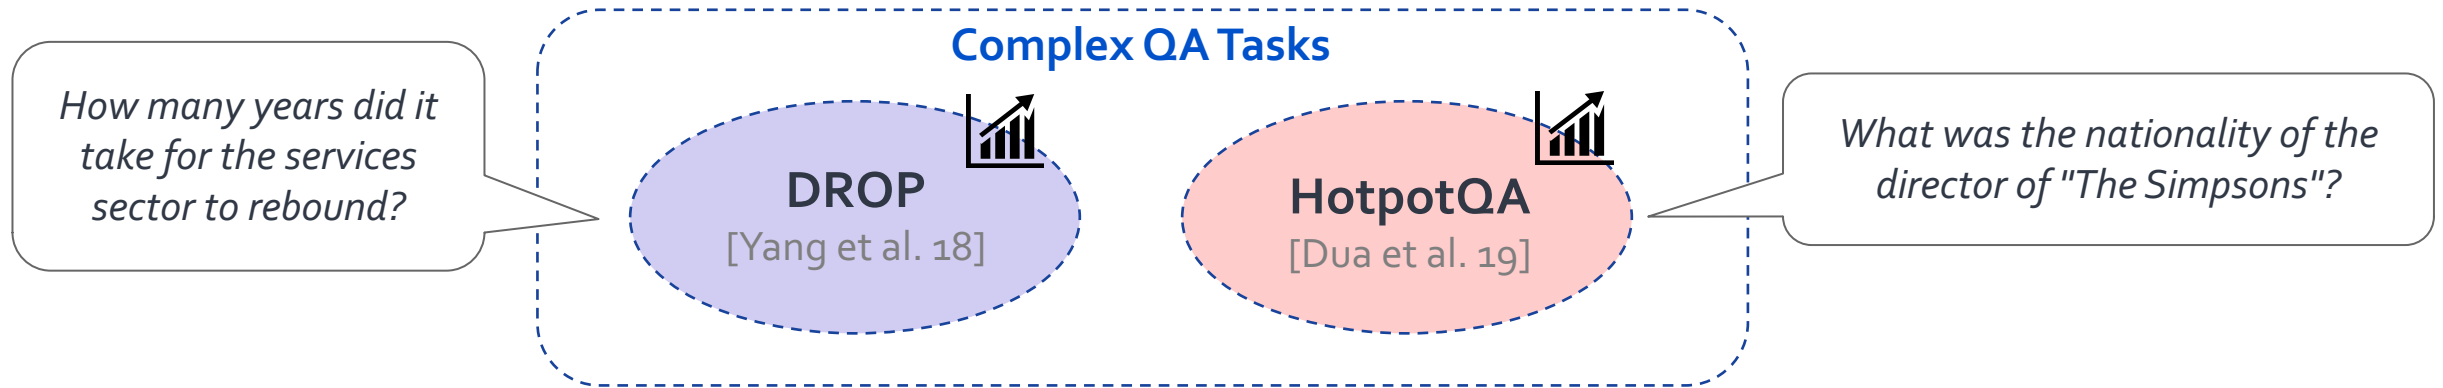 Complex QA Tasks
How many years did it
take for the services
sector to rebound?
DROP
[Yang et al. 18]
HotpotQA
[Dua et al. 19]
What was the nationality of the
director of "The Simpsons"?